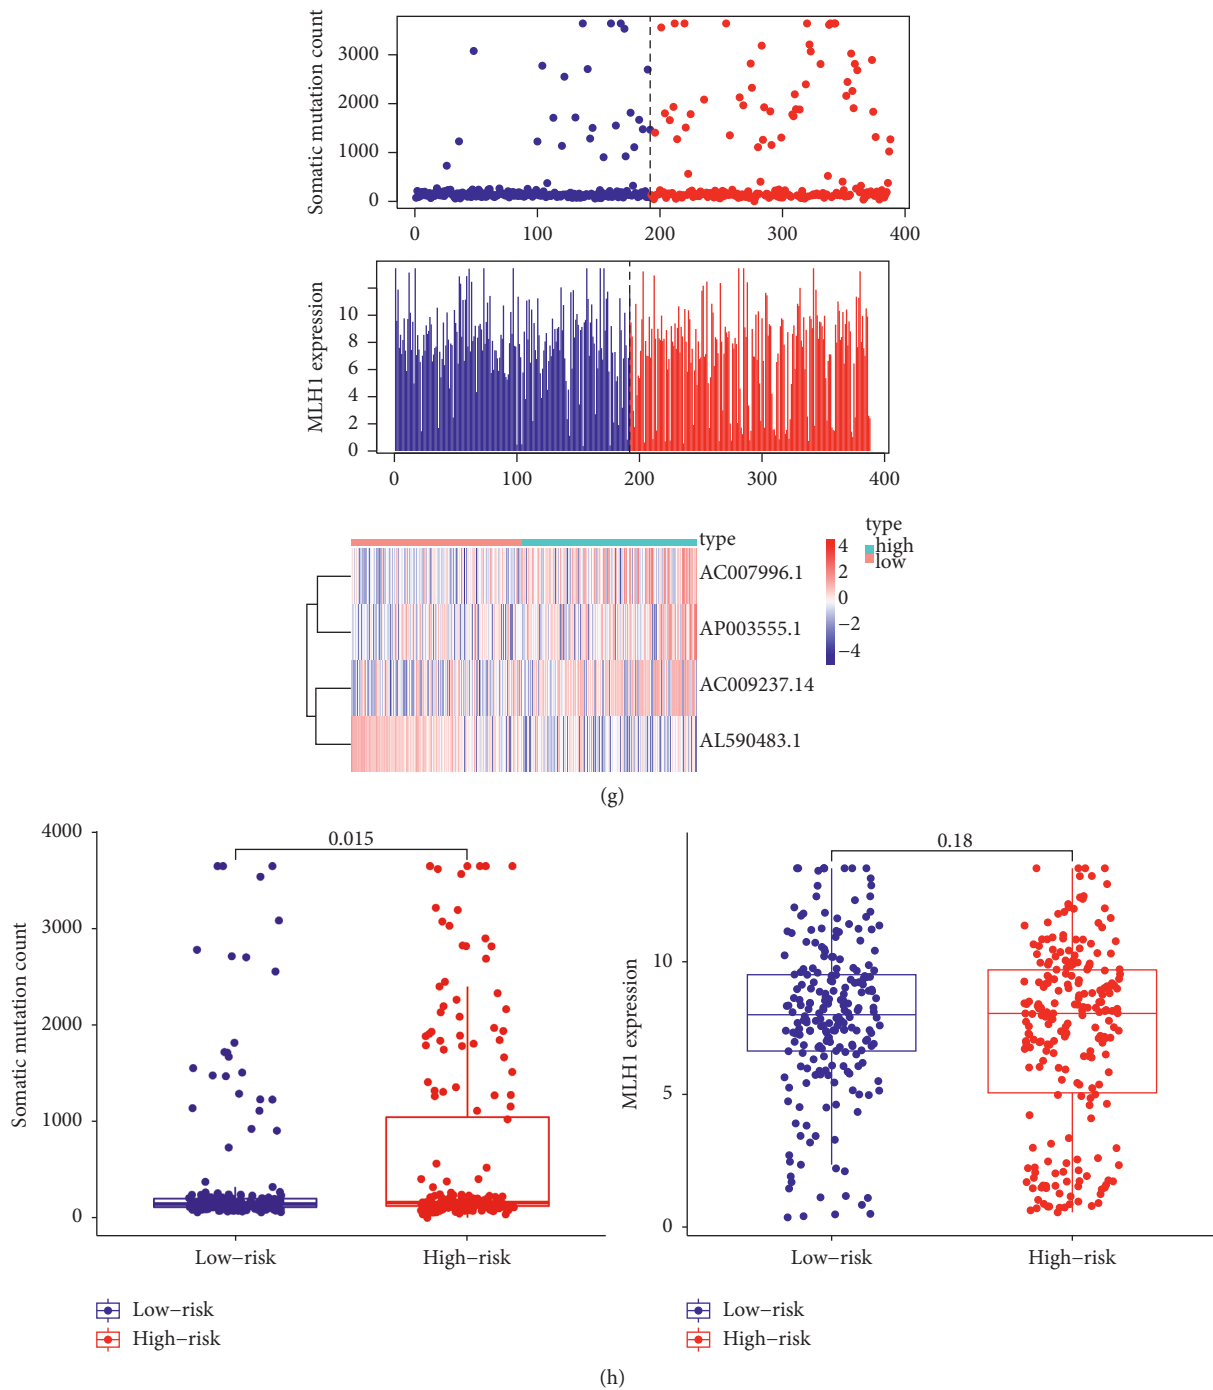 Somatic mutation count
3000
2000
1000
0
0 100 200 300 400
MLH1 expression
10
8
6
4
2
0
0 100 200 300 400
type
AC007996.1
AP003555.1
AC009237.14
AL590483.1
4
2
0
−2
−4
type
high
low
(g)
Somatic mutation count
4000
3000
2000
1000
0
0.015
Low−risk High−risk
Low−risk
High−risk
MLH1 expression
10
5
0
0.18
Low−risk High−risk
Low−risk
High−risk
(h)